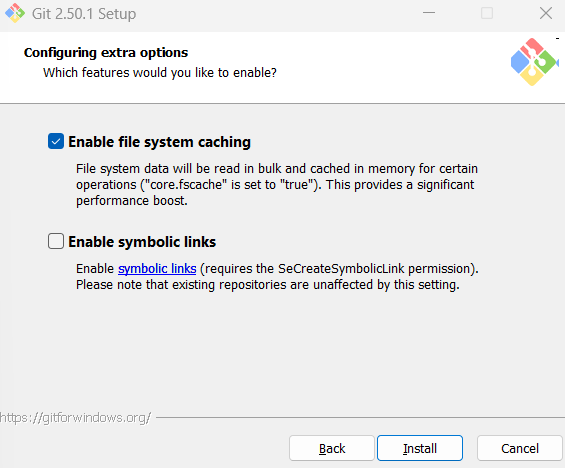 Git 2.50.1 Setup
Configuring extra options
Which features would you like to enable?
Enable file system caching
File system data will be read in bulk and cached in memory for certain
operations ("core.fscache" is set to "true"). This provides a significant
performance boost.
Enable symbolic links
Enable symbolic links (requires the SeCreateSymbolicLink permission).
Please note that existing repositories are unaffected by this setting.
https://gitforwindows.org/
Back Install Cancel